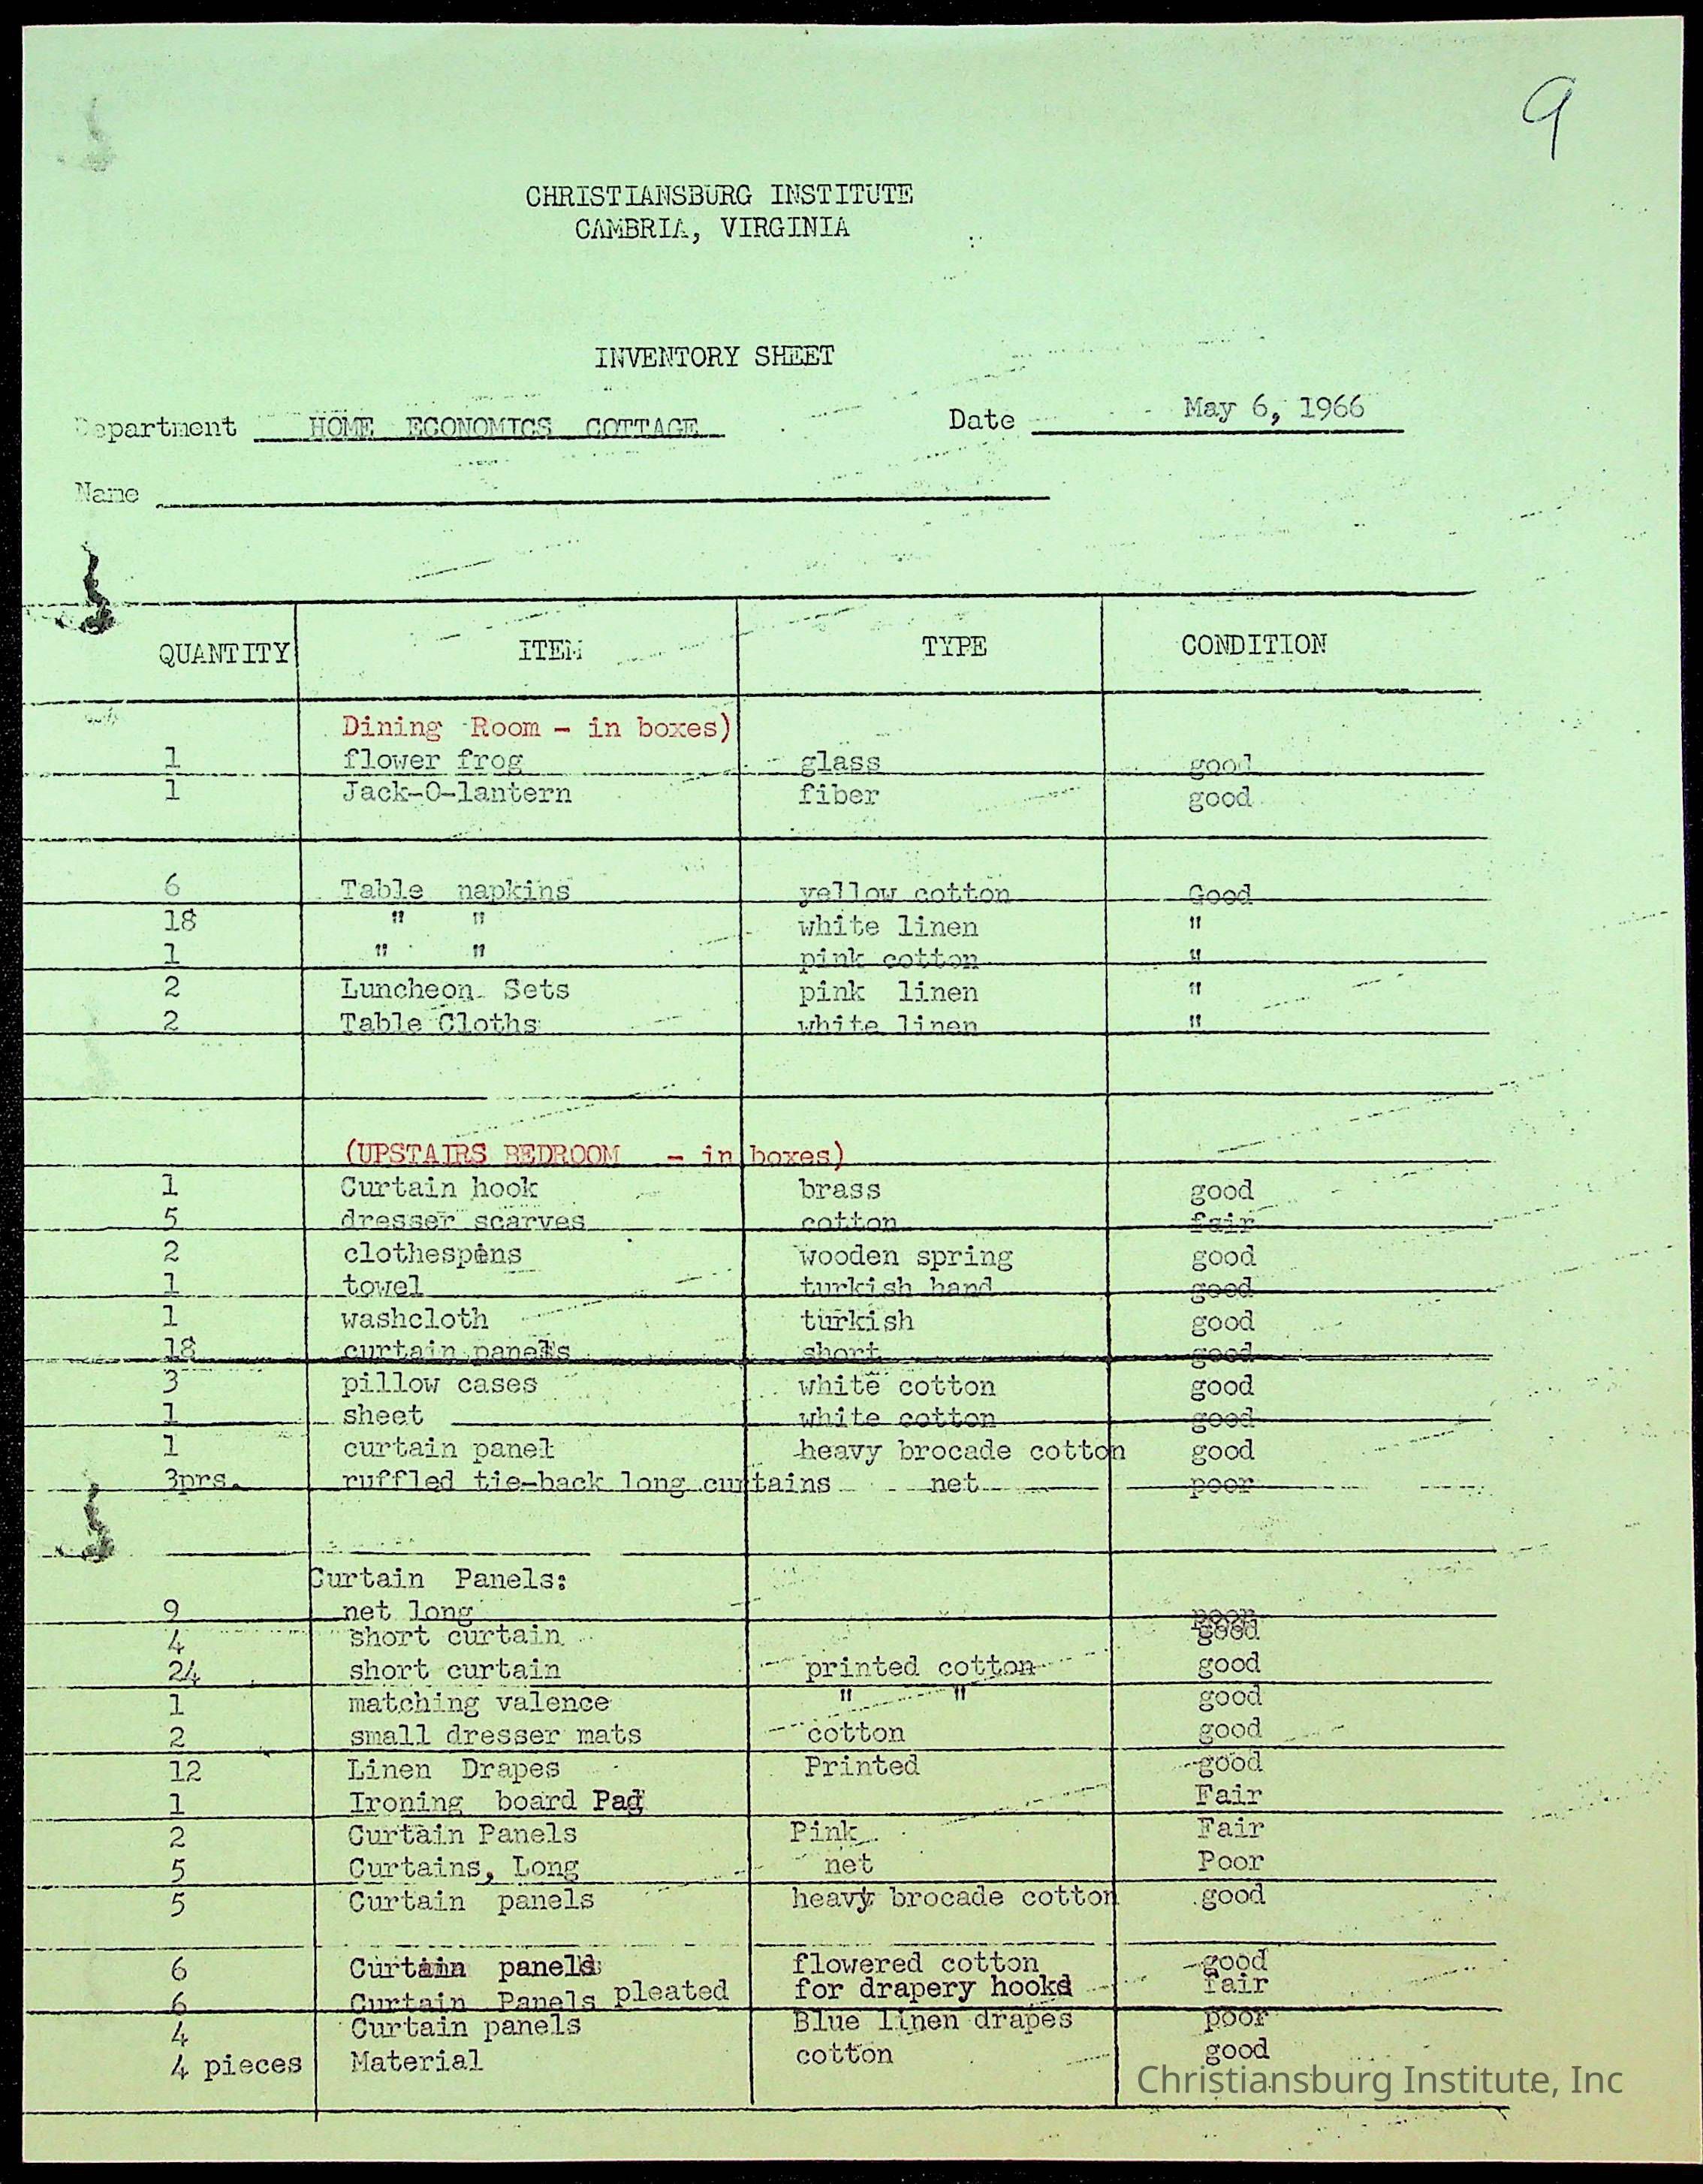 9
CHRISTIANSBURG INSTITUTE
CAMBRIA, VIRGINIA
INVENTORY SHEET
Department HOME ECONOMICS COTTAGE Date May 6, 1966
Name
QUANTITY ITEM TYPE CONDITION
Dining Room - in boxes)
1 flower frog glass good
1 Jack-O-lantern fiber good
6 Table napkins yellow cotton Good
18 " " white linen "
1 " " pink cotton "
2 Luncheon Sets pink linen "
2 Table Cloths white linen "
(UPSTAIRS BEDROOM - in boxes)
1 Curtain hook brass good
5 dresser scarves cotton fair
2 clothespins wooden spring good
1 towel turkish hand good
1 washcloth turkish good
18 curtain panels short good
3 pillow cases white cotton good
1 sheet white cotton good
1 curtain panel heavy brocade cotton good
3prs. ruffled tie-back long curtains net poor
Curtain Panels:
9 net long poor
4 short curtain good
24 short curtain printed cotton good
1 matching valence " " good
2 small dresser mats cotton good
12 Linen Drapes Printed good
1 Ironing board Pad Fair
2 Curtain Panels Pink Fair
5 Curtains, Long net Poor
5 Curtain panels heavy brocade cotton good
6 Curtain panels flowered cotton good
6 Curtain Panels pleated for drapery hooks fair
4 Curtain panels Blue linen drapes poor
4 pieces Material cotton good
Christiansburg Institute, Inc